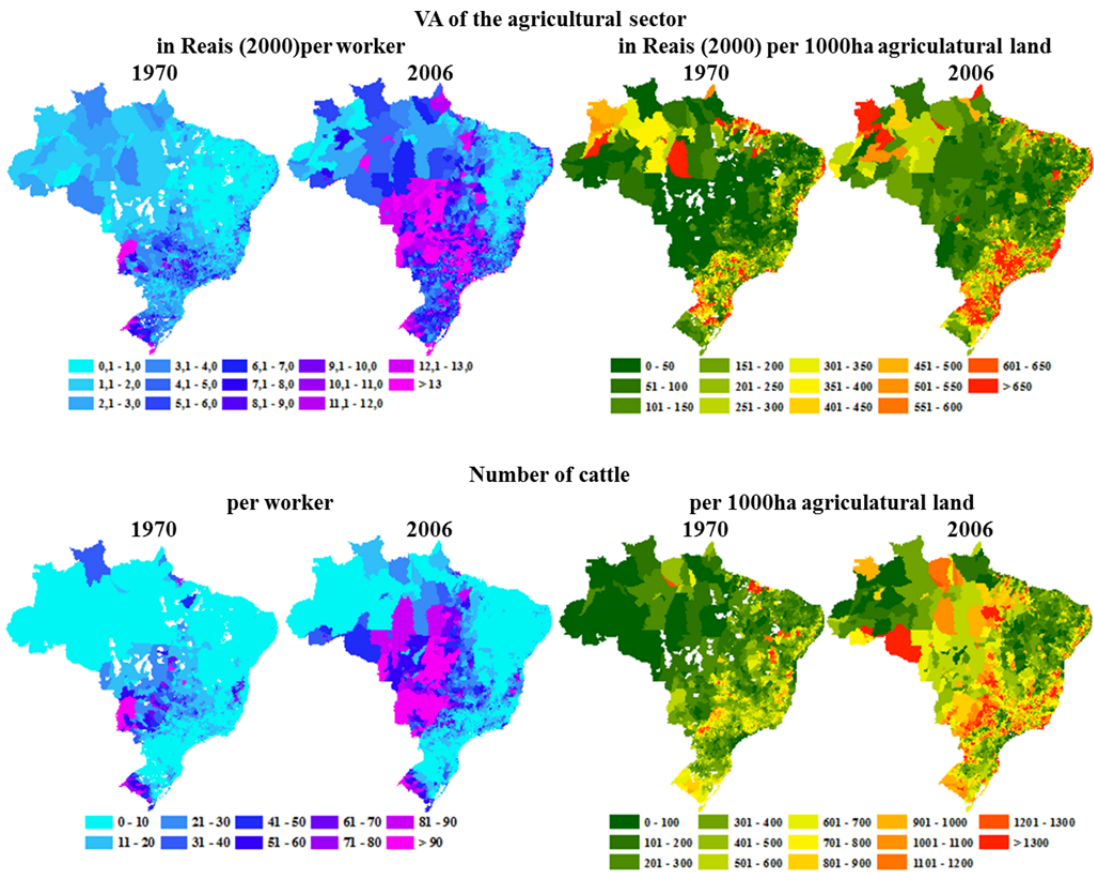 VA of the agricultural sector
in Reais (2000)per worker
in Reais (2000) per 1000ha agriculatural land
1970
2006
1970
2006
0,1 - 1,0 3,1 - 4,0 6,1 - 7,0 9,1 - 10,0 12,1 - 13,0
1,1 - 2,0 4,1 - 5,0 7,1 - 8,0 10,1 - 11,0 > 13
2,1 - 3,0 5,1 - 6,0 8,1 - 9,0 11,1 - 12,0
0 - 50 151 - 200 301 - 350 451 - 500 601 - 650
51 - 100 201 - 250 351 - 400 501 - 550 > 650
101 - 150 251 - 300 401 - 450 551 - 600
Number of cattle
per worker
per 1000ha agriculatural land
1970
2006
1970
2006
0 - 10 21 - 30 41 - 50 61 - 70 81 - 90
11 - 20 31 - 40 51 - 60 71 - 80 > 90
0 - 100 301 - 400 601 - 700 901 - 1000 1201 - 1300
101 - 200 401 - 500 701 - 800 1001 - 1100 > 1300
201 - 300 501 - 600 801 - 900 1101 - 1200